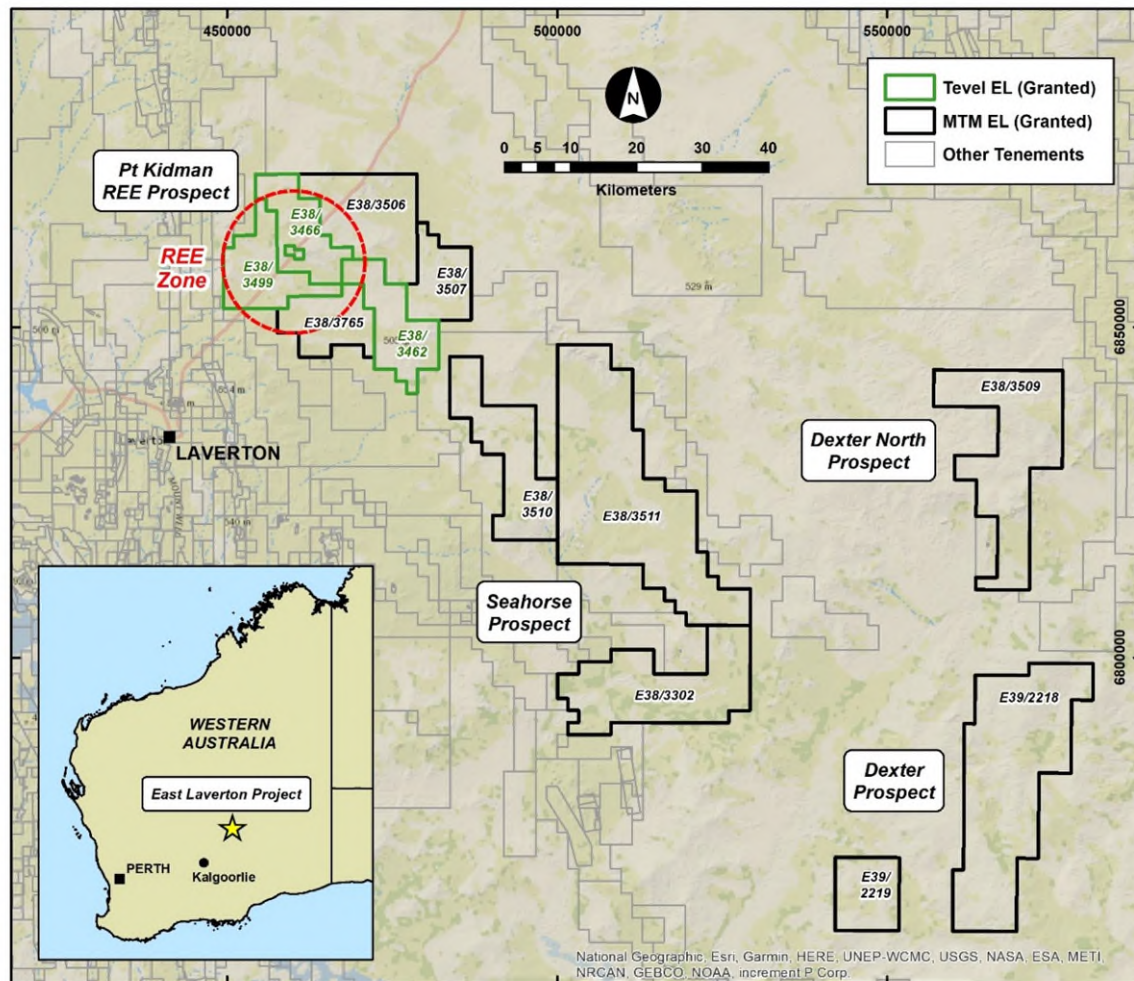 450000
500000
550000
Tevel EL (Granted)
MTM EL (Granted)
Other Tenements
N
0 5 10 20 30 40
Kilometers
Pt Kidman
REE Prospect
REE
Zone
E38/3506
E38/
3466
E38/
3499
E38/
3507
E38/3765
E38/
3462
529 m
6850000
LAVERTON
E38/
3510
E38/3511
E38/3509
Dexter North
Prospect
540 m
Seahorse
Prospect
6800000
E38/3302
E39/2218
Dexter
Prospect
E39/
2219
WESTERN
AUSTRALIA
East Laverton Project
PERTH
Kalgoorlie
National Geographic, Esri, Garmin, HERE, UNEP-WCMC, USGS, NASA, ESA, METI,
NRCAN, GEBCO, NOAA, increment P Corp.